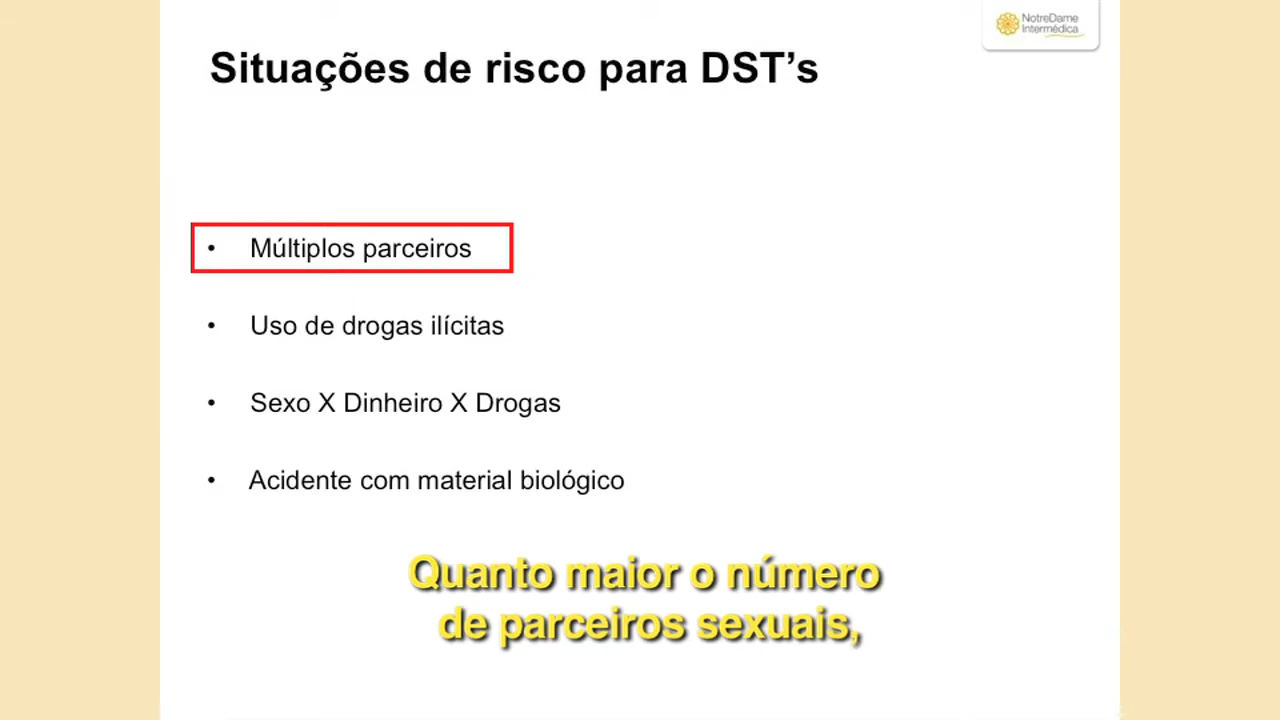 NotreDame
Intermédica
Situações de risco para DST’s
• Múltiplos parceiros
• Uso de drogas ilícitas
• Sexo X Dinheiro X Drogas
• Acidente com material biológico
Quanto maior o número
de parceiros sexuais,